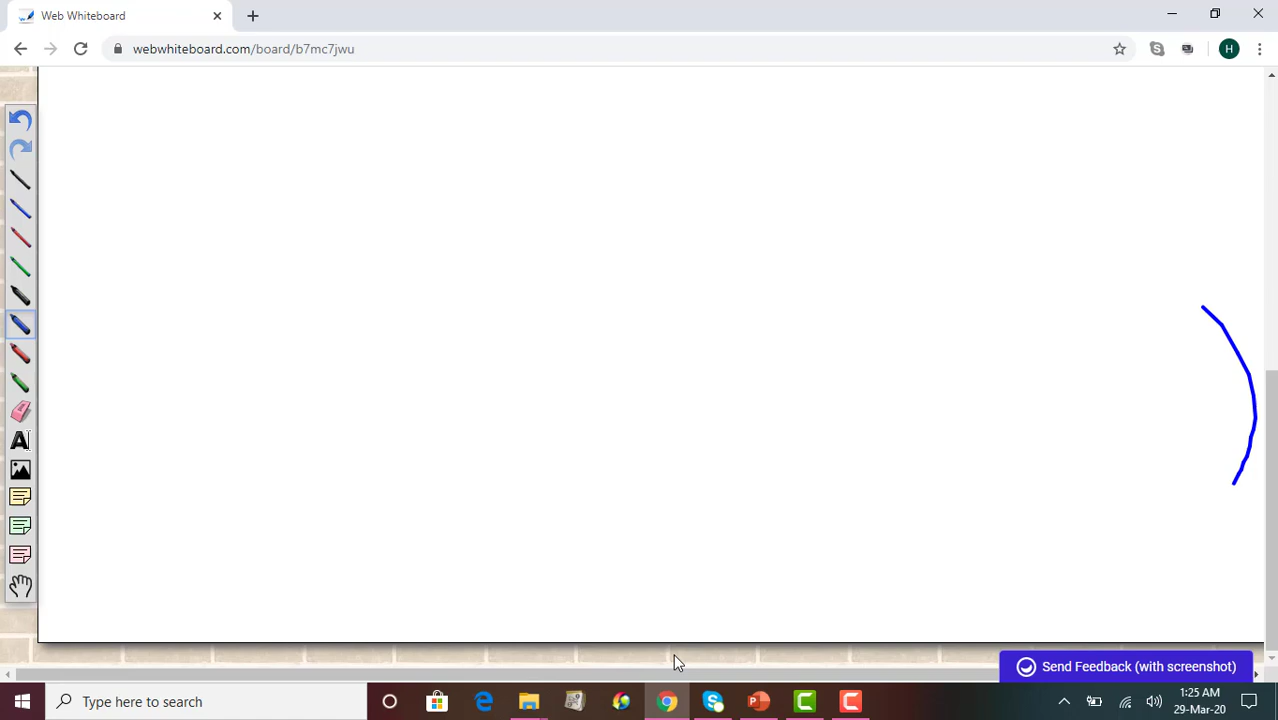 Web Whiteboard
webwhiteboard.com/board/b7mc7jwu
H
A
Send Feedback (with screenshot)
Type here to search
1:25 AM
29-Mar-20